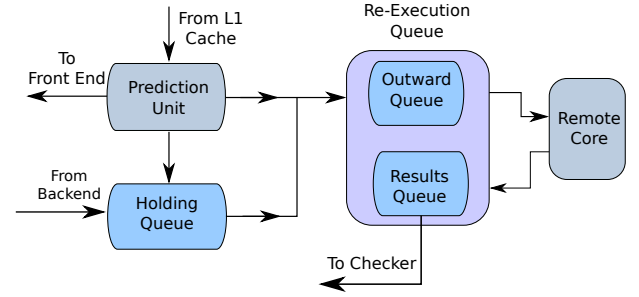 From L1
Cache
Re-Execution
Queue
To
Front End
Prediction
Unit
Outward
Queue
Remote
Core
From
Backend
Holding
Queue
Results
Queue
To Checker